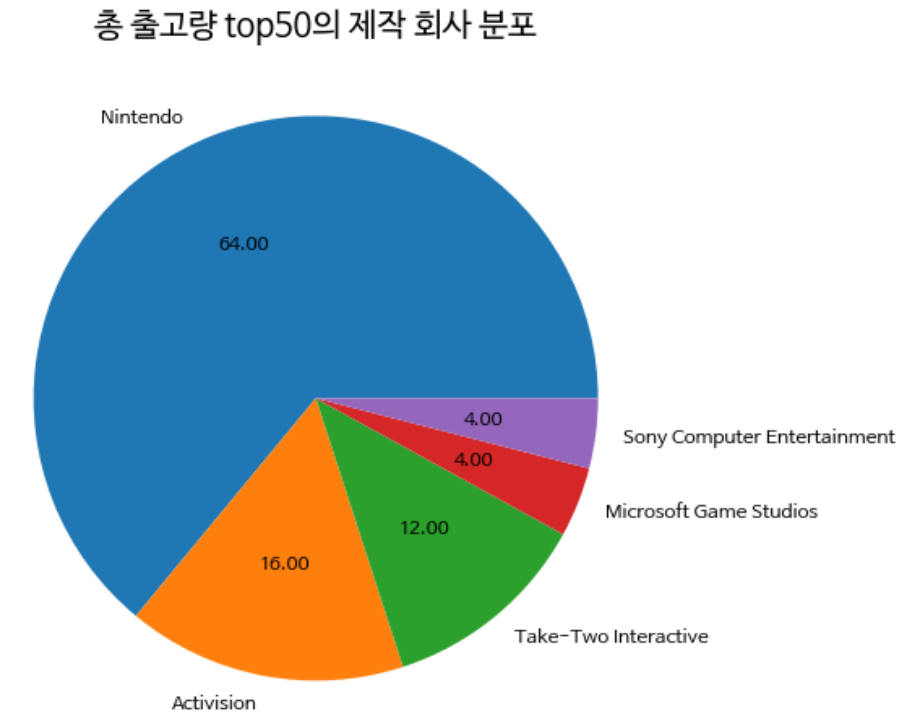 총 출고량 top50의 제작 회사 분포
Nintendo
64.00
4.00
Sony Computer Entertainment
4.00
Microsoft Game Studios
12.00
16.00
Take-Two Interactive
Activision